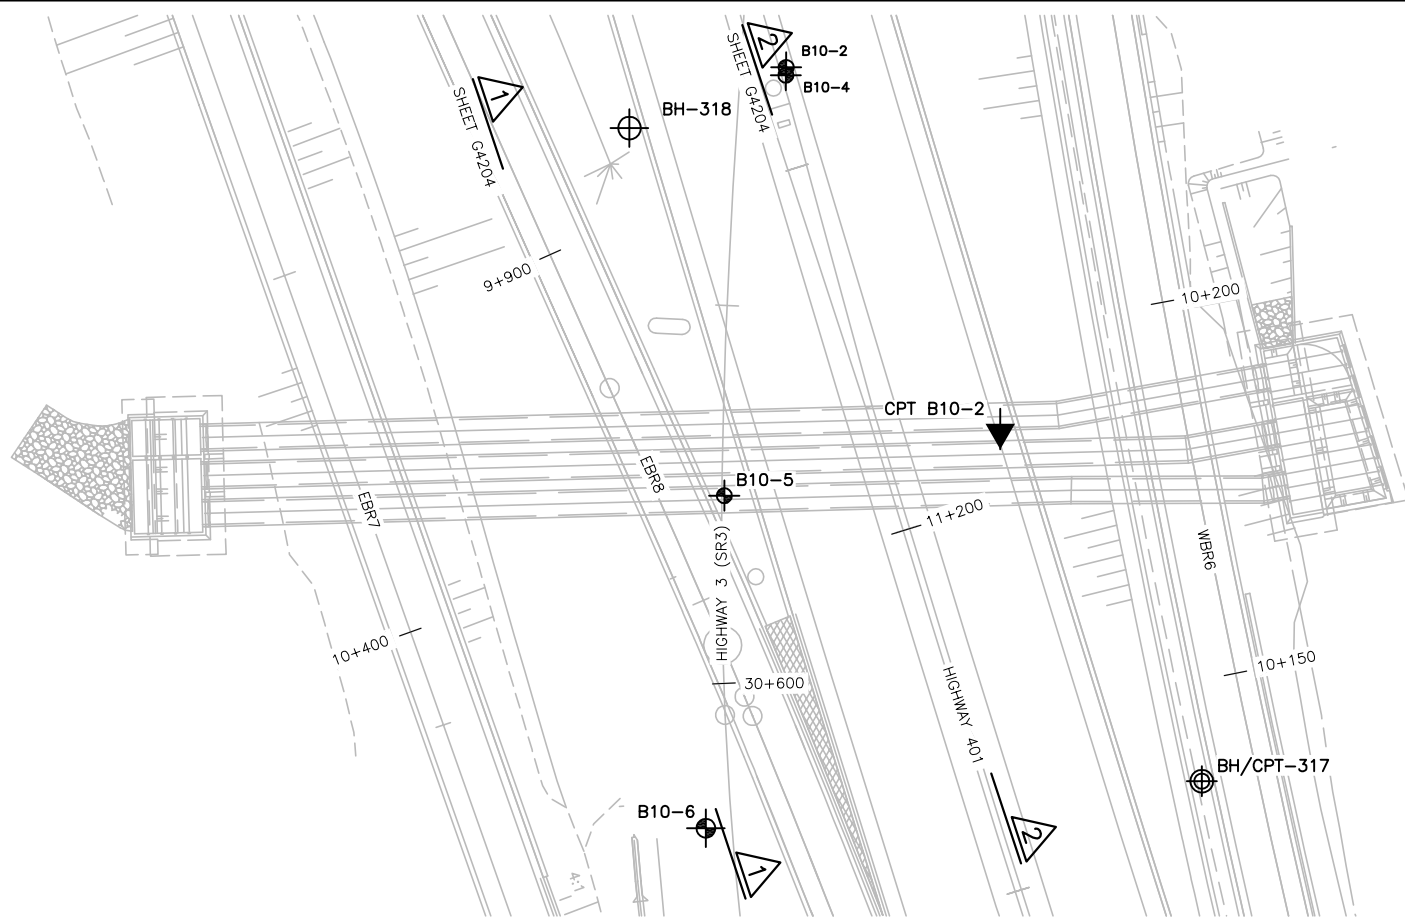 SHEET G4204
1
SHEET G4204
2
B10-2
B10-4
BH-318
9+900
10+200
CPT B10-2
EBR8
B10-5
EBR7
11+200
HIGHWAY 3 (SR3)
WBR6
10+400
30+600
10+150
HIGHWAY 401
BH/CPT-317
B10-6
1
2
4:1